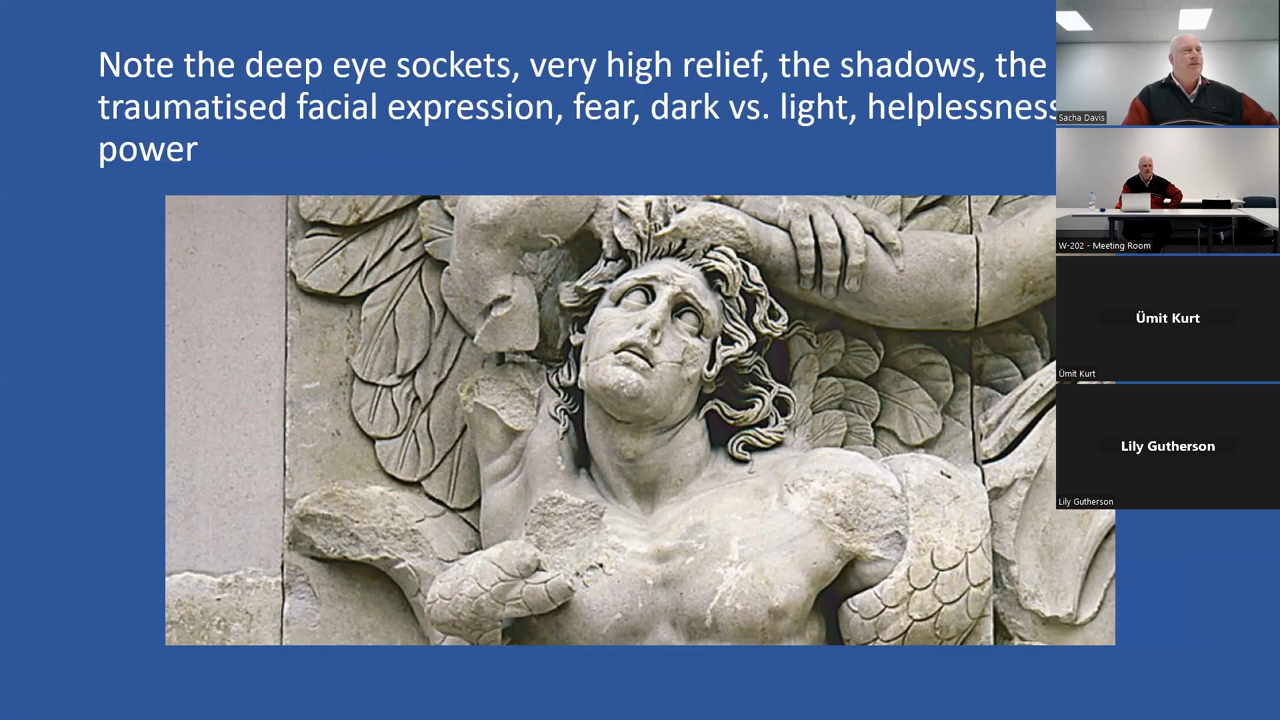 Note the deep eye sockets, very high relief, the shadows, the
traumatised facial expression, fear, dark vs. light, helplessness
power
Sacha Davis
W-202 - Meeting Room
Ümit Kurt
Ümit Kurt
Lily Gutherson
Lily Gutherson